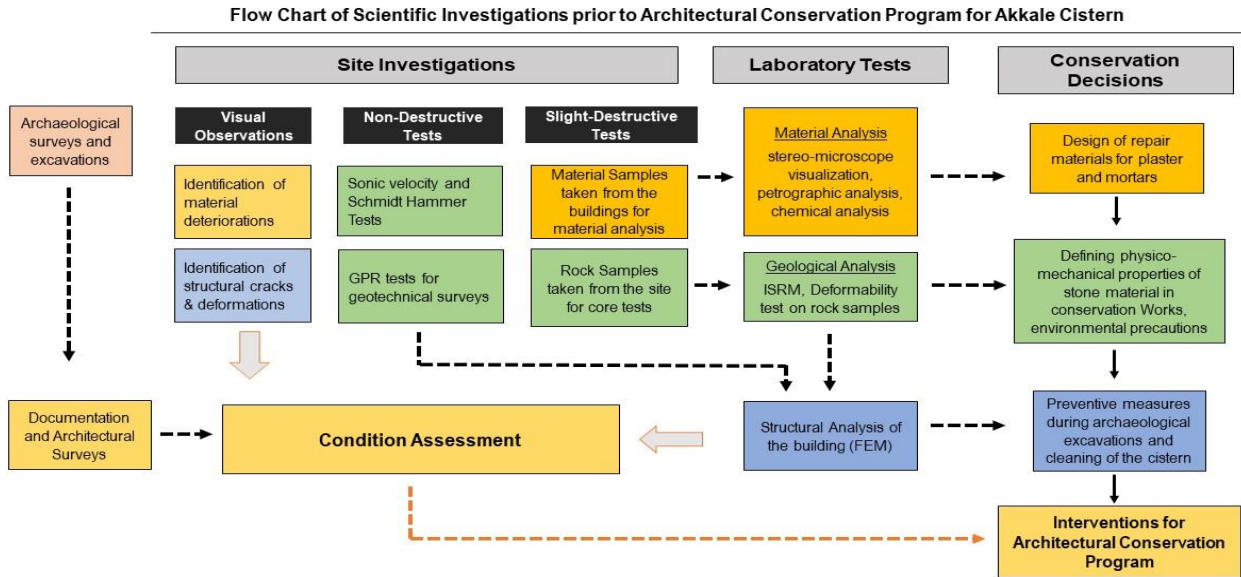 Flow Chart of Scientific Investigations prior to Architectural Conservation Program for Akkale Cistern
Site Investigations
Laboratory Tests
Conservation
Decisions
Archaeological
surveys and
excavations
Visual
Observations
Non-Destructive
Tests
Slight-Destructive
Tests
Identification of
material
deteriorations
Sonic velocity and
Schmidt Hammer
Tests
Material Samples
taken from the
buildings for
material analysis
Material Analysis
stereo-microscope
visualization,
petrographic analysis,
chemical analysis
Design of repair
materials for plaster
and mortars
Identification of
structural cracks
& deformations
GPR tests for
geotechnical surveys
Rock Samples
taken from the site
for core tests
Geological Analysis
ISRM, Deformability
test on rock samples
Defining physico-
mechanical properties of
stone material in
conservation Works,
environmental precautions
Documentation
and Architectural
Surveys
Condition Assessment
Structural Analysis of
the building (FEM)
Preventive measures
during archaeological
excavations and
cleaning of the cistern
Interventions for
Architectural Conservation
Program